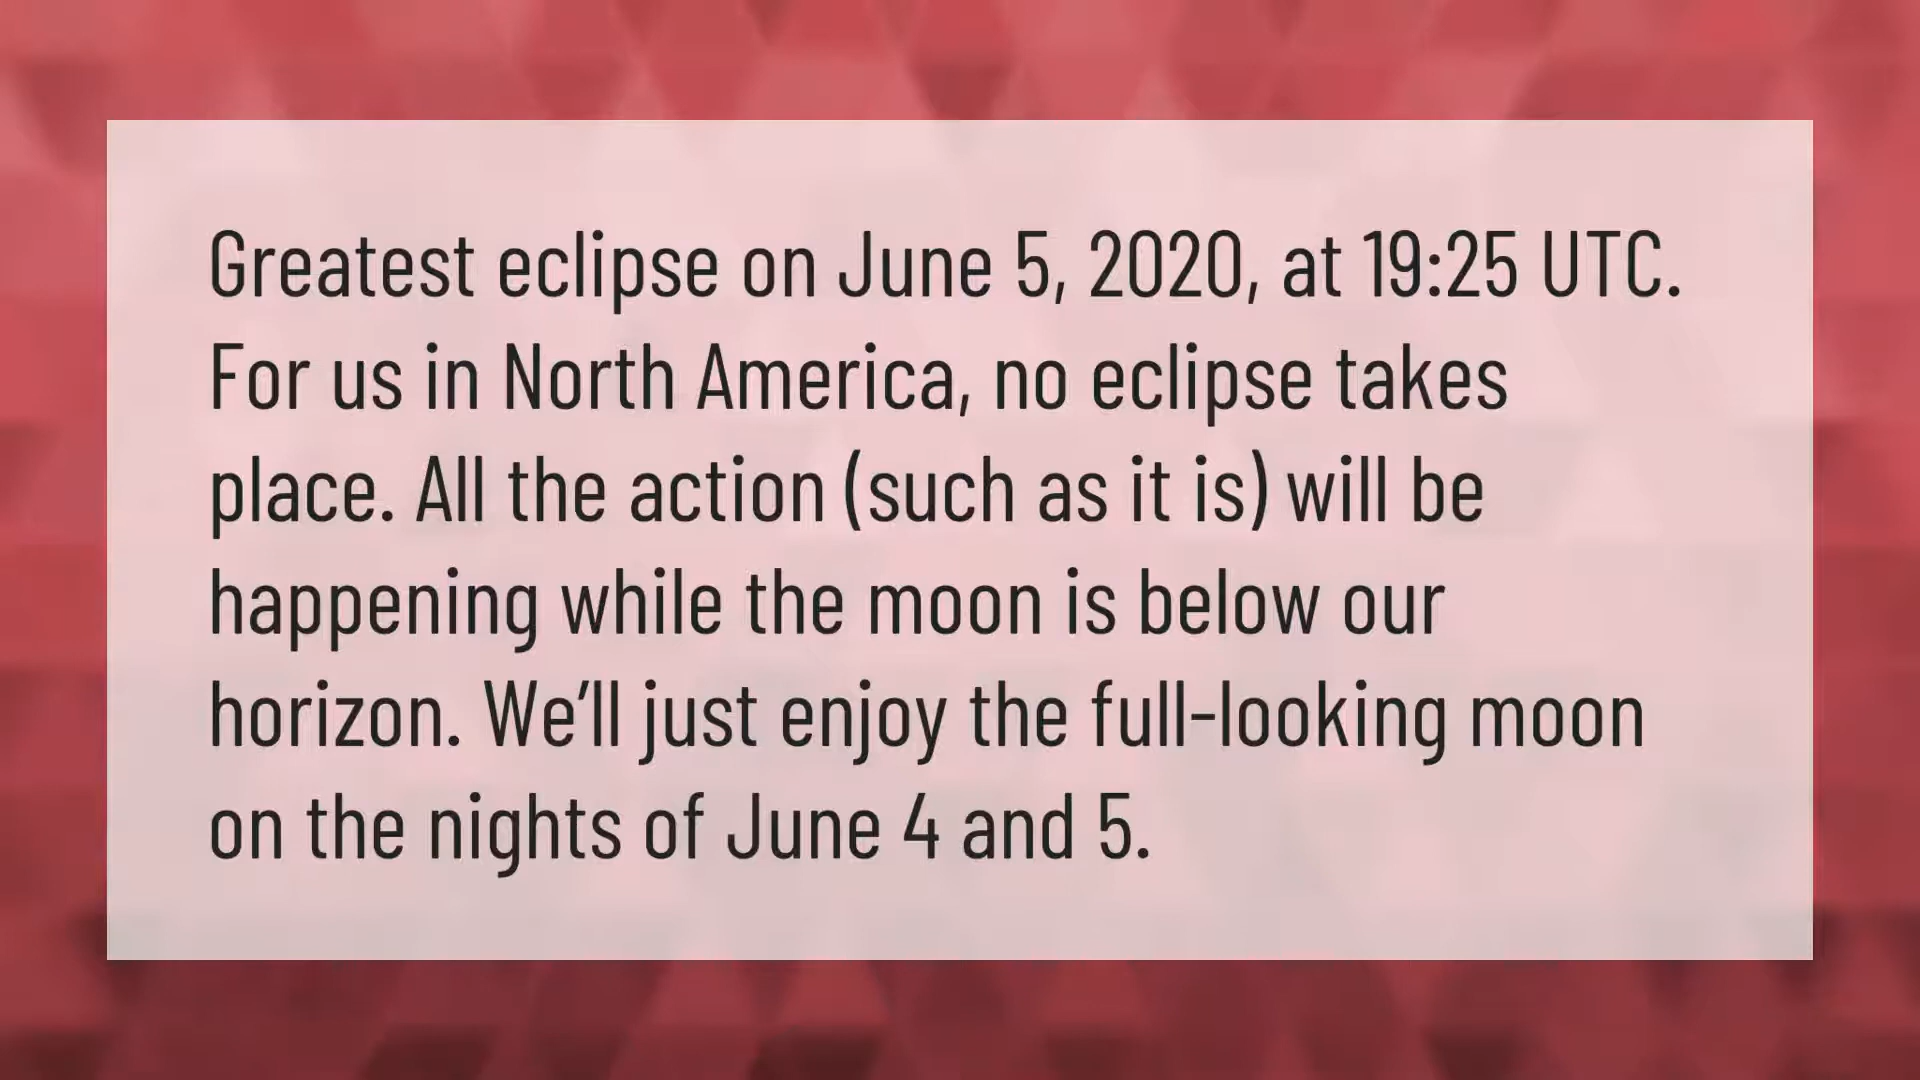 Greatest eclipse on June 5, 2020, at 19:25 UTC.
For us in North America, no eclipse takes
place. All the action (such as it is) will be
happening while the moon is below our
horizon. We’ll just enjoy the full-looking moon
on the nights of June 4 and 5.